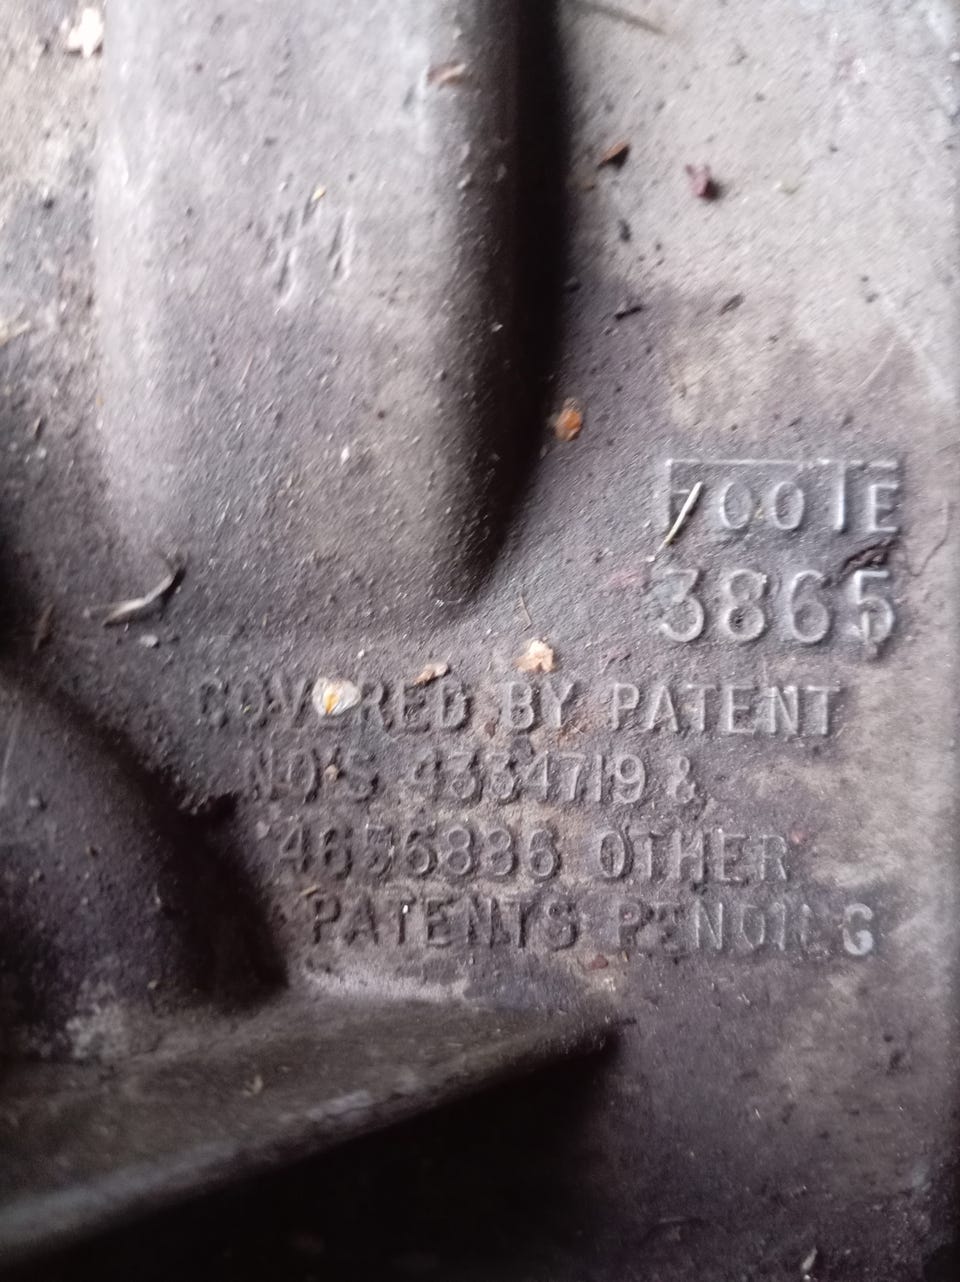 FOOTE
3865
COVERED BY PATENT
NO'S 4334719 &
4656886 OTHER
PATENTS PENDING